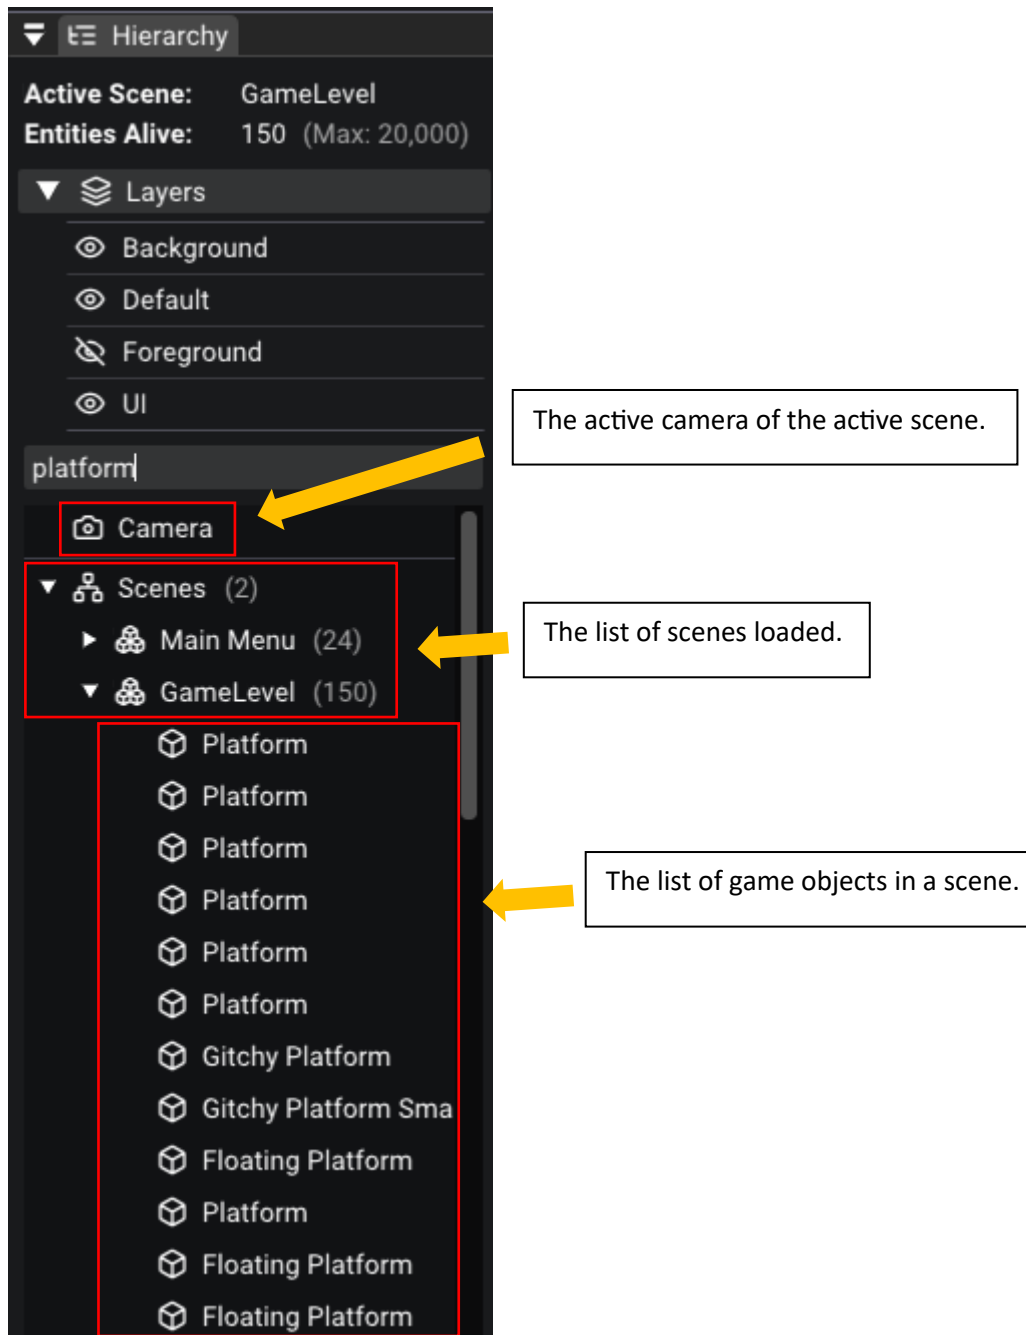 Hierarchy
Active Scene: GameLevel
Entities Alive: 150 (Max: 20,000)
Layers
Background
Default
Foreground
UI
The active camera of the active scene.
platform
Camera
Scenes (2)
The list of scenes loaded.
Main Menu (24)
GameLevel (150)
Platform
Platform
Platform
The list of game objects in a scene.
Platform
Platform
Platform
Gitchy Platform
Gitchy Platform Sma
Floating Platform
Platform
Floating Platform
Floating Platform